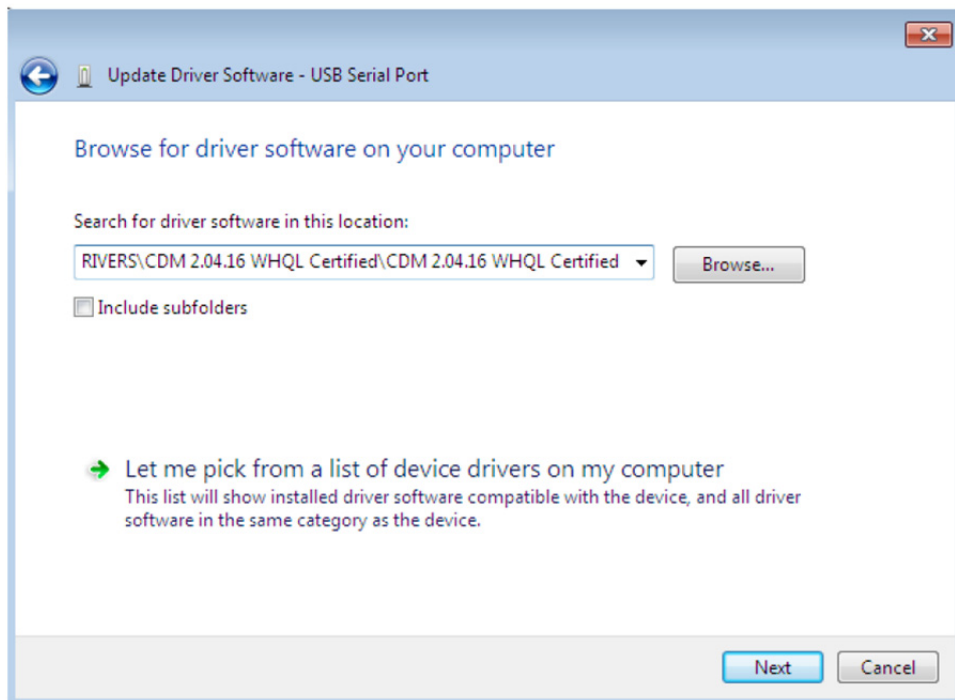 Update Driver Software - USB Serial Port
Browse for driver software on your computer
Search for driver software in this location:
RIVERS\CDM 2.04.16 WHQL Certified\CDM 2.04.16 WHQL Certified
Browse...
Include subfolders
Let me pick from a list of device drivers on my computer
This list will show installed driver software compatible with the device, and all driver
software in the same category as the device.
Next
Cancel